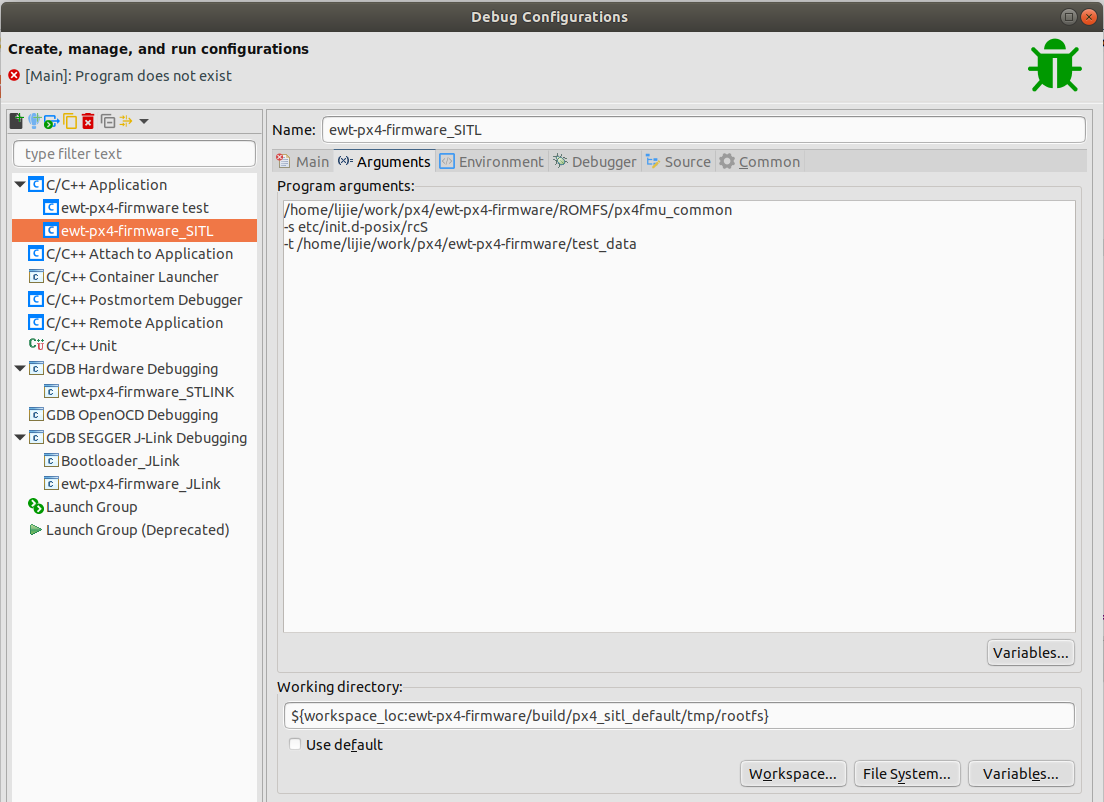 Debug Configurations
Create, manage, and run configurations
[Main]: Program does not exist
type filter text
C/C++ Application
ewt-px4-firmware test
ewt-px4-firmware_SITL
C/C++ Attach to Application
C/C++ Container Launcher
C/C++ Postmortem Debugger
C/C++ Remote Application
C/C++ Unit
GDB Hardware Debugging
ewt-px4-firmware_STLINK
GDB OpenOCD Debugging
GDB SEGGER J-Link Debugging
Bootloader_JLink
ewt-px4-firmware_JLink
Launch Group
Launch Group (Deprecated)
Name: ewt-px4-firmware_SITL
Main (x)= Arguments Environment Debugger Source Common
Program arguments:
/home/lijie/work/px4/ewt-px4-firmware/ROMFS/px4fmu_common
-s etc/init.d-posix/rcS
-t /home/lijie/work/px4/ewt-px4-firmware/test_data
Variables...
Working directory:
${workspace_loc:ewt-px4-firmware/build/px4_sitl_default/tmp/rootfs}
Use default
Workspace... File System... Variables...